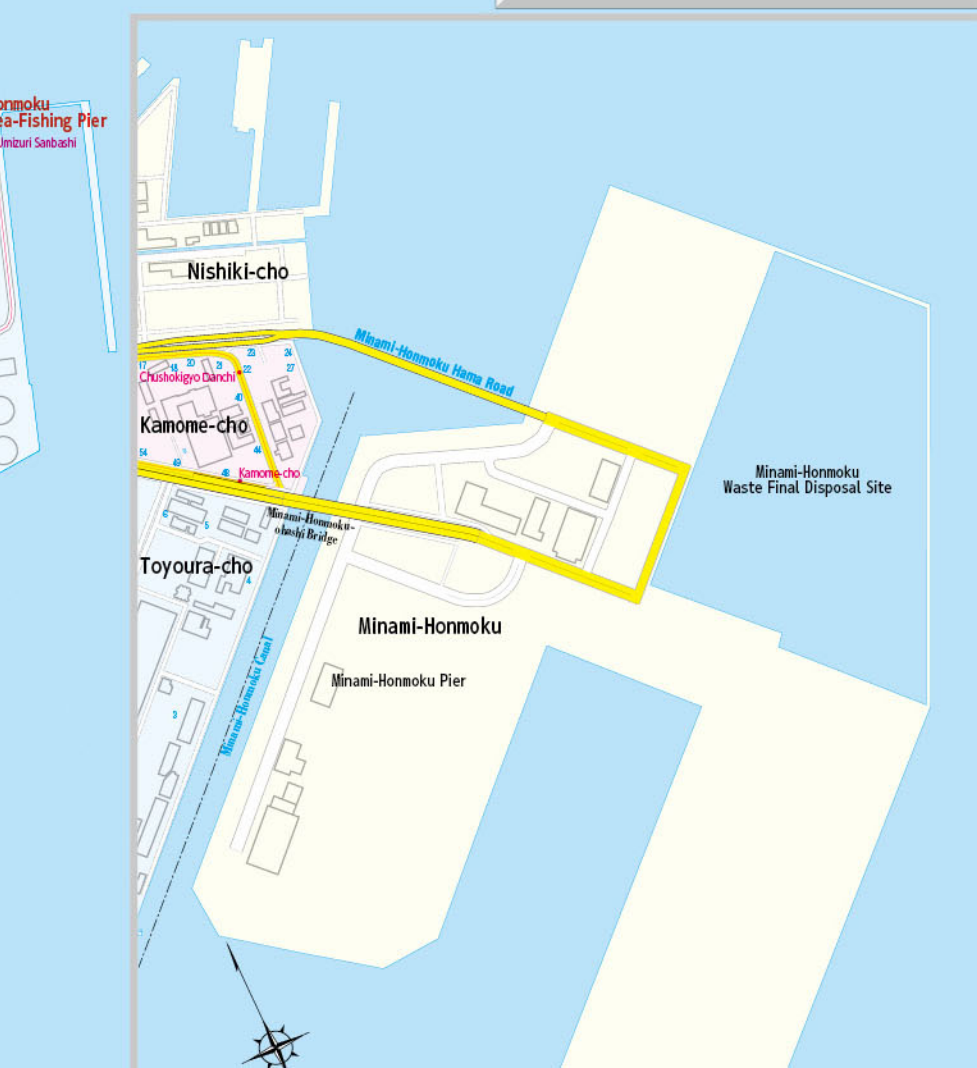 onmoku
ea-Fishing Pier
Umizuri Sanbashi
Nishiki-cho
Minami-Honmoku Hama Road
23
24
17
18
20
21
22
27
Chushokigyo Danchi
40
Kamome-cho
44
54
49
48
Kamome-cho
Minami-Honmoku-
ohashi Bridge
6
5
Toyoura-cho
4
3
Minami-Honmoku Canal
Minami-Honmoku
Minami-Honmoku Pier
Minami-Honmoku
Waste Final Disposal Site